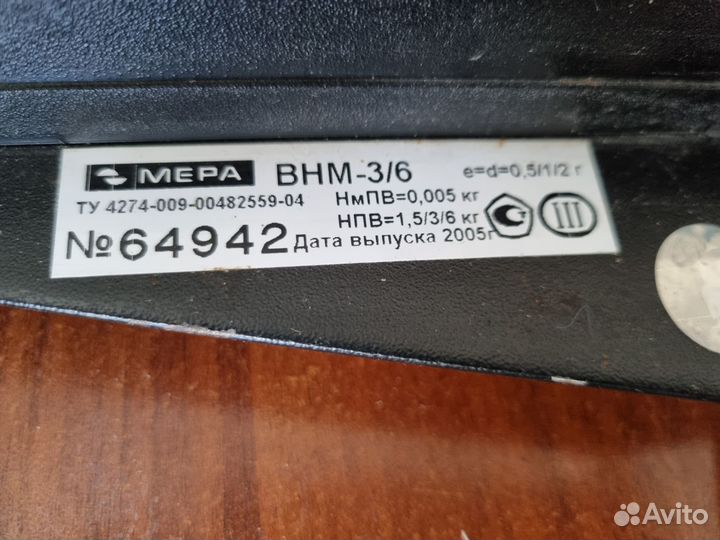 МЕРА ВНМ-3/6 e=d=0,5/1/2 г
ТУ 4274-009-00482559-04 НмПВ=0,005 кг
НПВ=1,5/3/6 кг
№64942 Дата выпуска 2005г
III
Avito